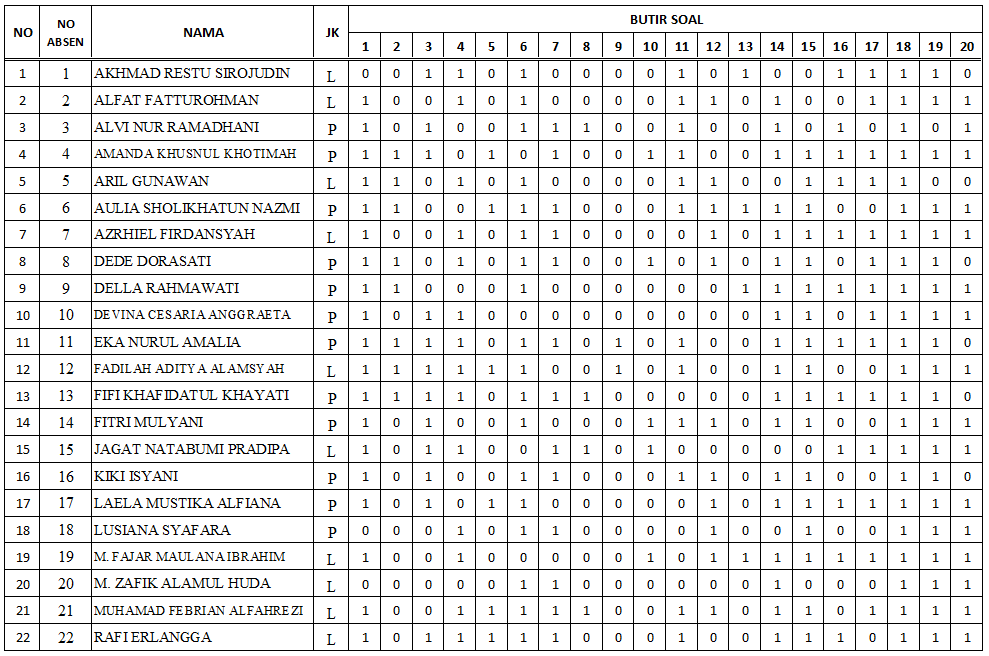 NO NO ABSEN NAMA JK BUTIR SOAL
1 2 3 4 5 6 7 8 9 10 11 12 13 14 15 16 17 18 19 20
1 1 AKHMAD RESTU SIROJUDIN L 0 0 1 1 0 1 0 0 0 0 1 0 1 0 0 1 1 1 1 0
2 2 ALFAT FATTUROHMAN L 1 0 0 1 0 1 0 0 0 0 1 1 0 1 0 0 1 1 1 1
3 3 ALVI NUR RAMADHANI P 1 0 1 0 0 1 1 1 0 0 1 0 0 1 0 1 0 1 0 1
4 4 AMANDA KHUSNUL KHOTIMAH P 1 1 1 0 1 0 1 0 0 1 1 0 0 1 1 1 1 1 1 1
5 5 ARIL GUNAWAN L 1 1 0 1 0 1 0 0 0 0 1 1 0 0 1 1 1 1 0 0
6 6 AULIA SHOLIKHATUN NAZMI P 1 1 0 0 1 1 1 0 0 0 1 1 1 1 1 0 0 1 1 1
7 7 AZRHIEL FIRDANSYAH L 1 0 0 1 0 1 1 0 0 0 0 1 0 1 1 1 1 1 1 1
8 8 DEDE DORASATI P 1 1 0 1 0 1 1 0 0 1 0 1 0 1 1 0 1 1 1 0
9 9 DELLA RAHMAWATI P 1 1 0 0 0 1 0 0 0 0 0 0 1 1 1 1 1 1 1 1
10 10 DEVINA CESARIA ANGGRAETA P 1 0 1 1 0 0 0 0 0 0 0 0 0 1 1 0 1 1 1 1
11 11 EKA NURUL AMALIA P 1 1 1 1 0 1 1 0 1 0 0 1 0 1 1 1 1 1 1 0
12 12 FADILAH ADITYA ALAMSYAH L 1 1 1 1 1 1 0 0 1 0 0 1 0 1 1 0 0 1 1 1
13 13 FIFI KHAFIDATUL KHAYATI P 1 1 1 1 0 1 1 1 0 0 0 0 0 1 1 1 1 1 1 0
14 14 FITRI MULYANI P 1 0 1 0 0 1 0 0 0 1 1 1 0 1 1 0 0 1 1 1
15 15 JAGAT NATABUMI PRADIPA L 1 0 1 1 0 0 1 1 0 1 0 0 0 0 0 1 1 1 1 1
16 16 KIKI ISYANI P 1 0 1 0 0 1 1 0 0 0 1 1 0 1 1 0 0 1 1 0
17 17 LAELA MUSTIKA ALFIANA P 1 0 1 0 1 1 0 0 0 0 0 1 0 1 1 1 1 1 1 1
18 18 LUSIANA SYAFARA P 0 0 0 1 0 1 1 0 0 0 0 1 0 1 0 0 1 1 1 1
19 19 M. FAJAR MAULANA IBRAHIM L 1 0 0 1 0 0 0 0 0 1 0 1 1 1 1 1 1 1 1 1
20 20 M. ZAFIK ALAMUL HUDA L 0 0 0 0 0 1 1 0 0 0 0 0 0 1 0 0 0 1 1 1
21 21 MUHAMAD FEBRIAN ALFAHREZI L 1 0 0 1 1 1 1 1 0 0 1 1 0 1 1 0 1 1 1 1
22 22 RAFI ERLANGGA L 1 0 1 1 1 1 1 0 0 0 1 0 0 1 1 1 0 1 1 1